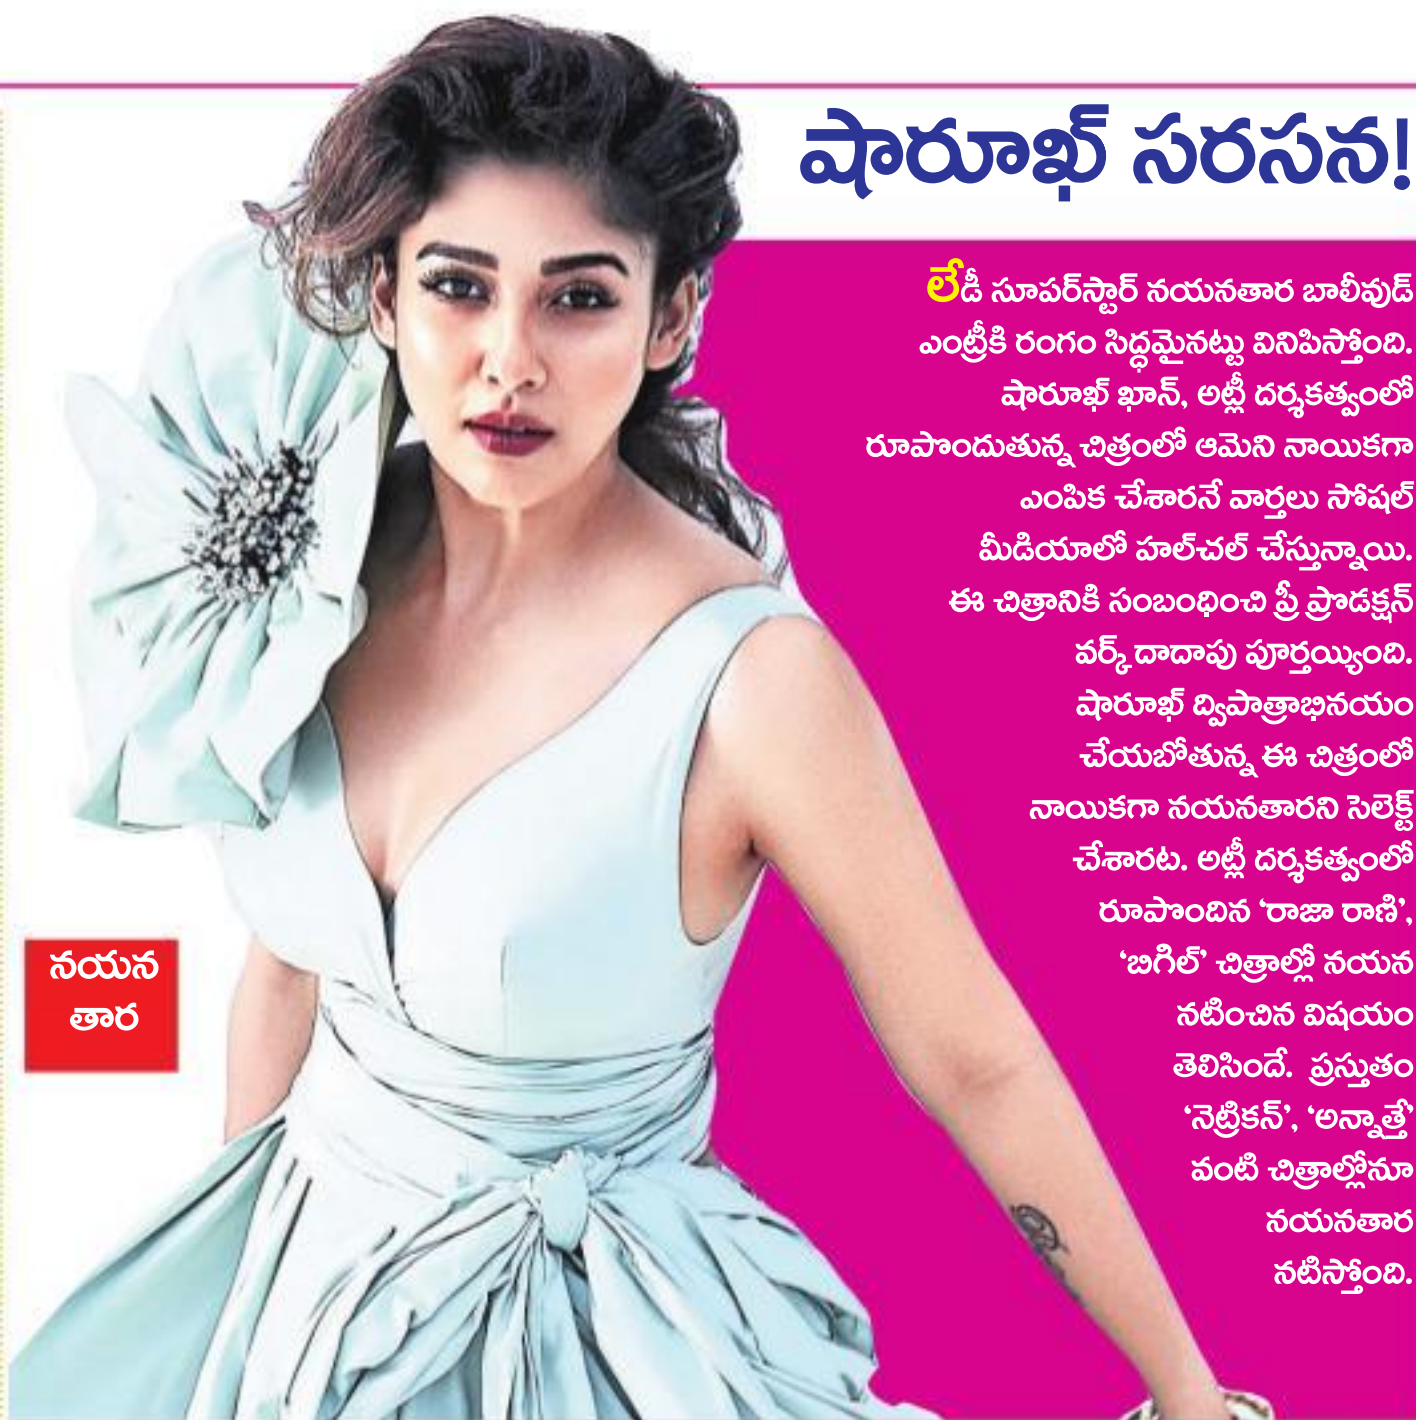 షారూఖ్ సరసన!
లేడీ సూపర్‌స్టార్ నయనతార బాలీవుడ్
ఎంట్రీకి రంగం సిద్ధమైనట్టు వినిపిస్తోంది.
షారూఖ్ ఖాన్, అట్లీ దర్శకత్వంలో
రూపొందుతున్న చిత్రంలో ఆమెని నాయికగా
ఎంపిక చేశారనే వార్తలు సోషల్
మీడియాలో హల్‌చల్ చేస్తున్నాయి.
ఈ చిత్రానికి సంబంధించి ప్రీ ప్రొడక్షన్
వర్క్ దాదాపు పూర్తయ్యింది.
షారూఖ్ ద్విపాత్రాభినయం
చేయబోతున్న ఈ చిత్రంలో
నాయికగా నయనతారని సెలెక్ట్
చేశారట. అట్లీ దర్శకత్వంలో
రూపొందిన ‘రాజా రాణి’,
‘బిగిల్’ చిత్రాల్లో నయన
నటించిన విషయం
తెలిసిందే. ప్రస్తుతం
‘నెట్రికన్’, ‘అన్నాత్తే’
వంటి చిత్రాల్లోనూ
నయనతార
నటిస్తోంది.
నయన
తార